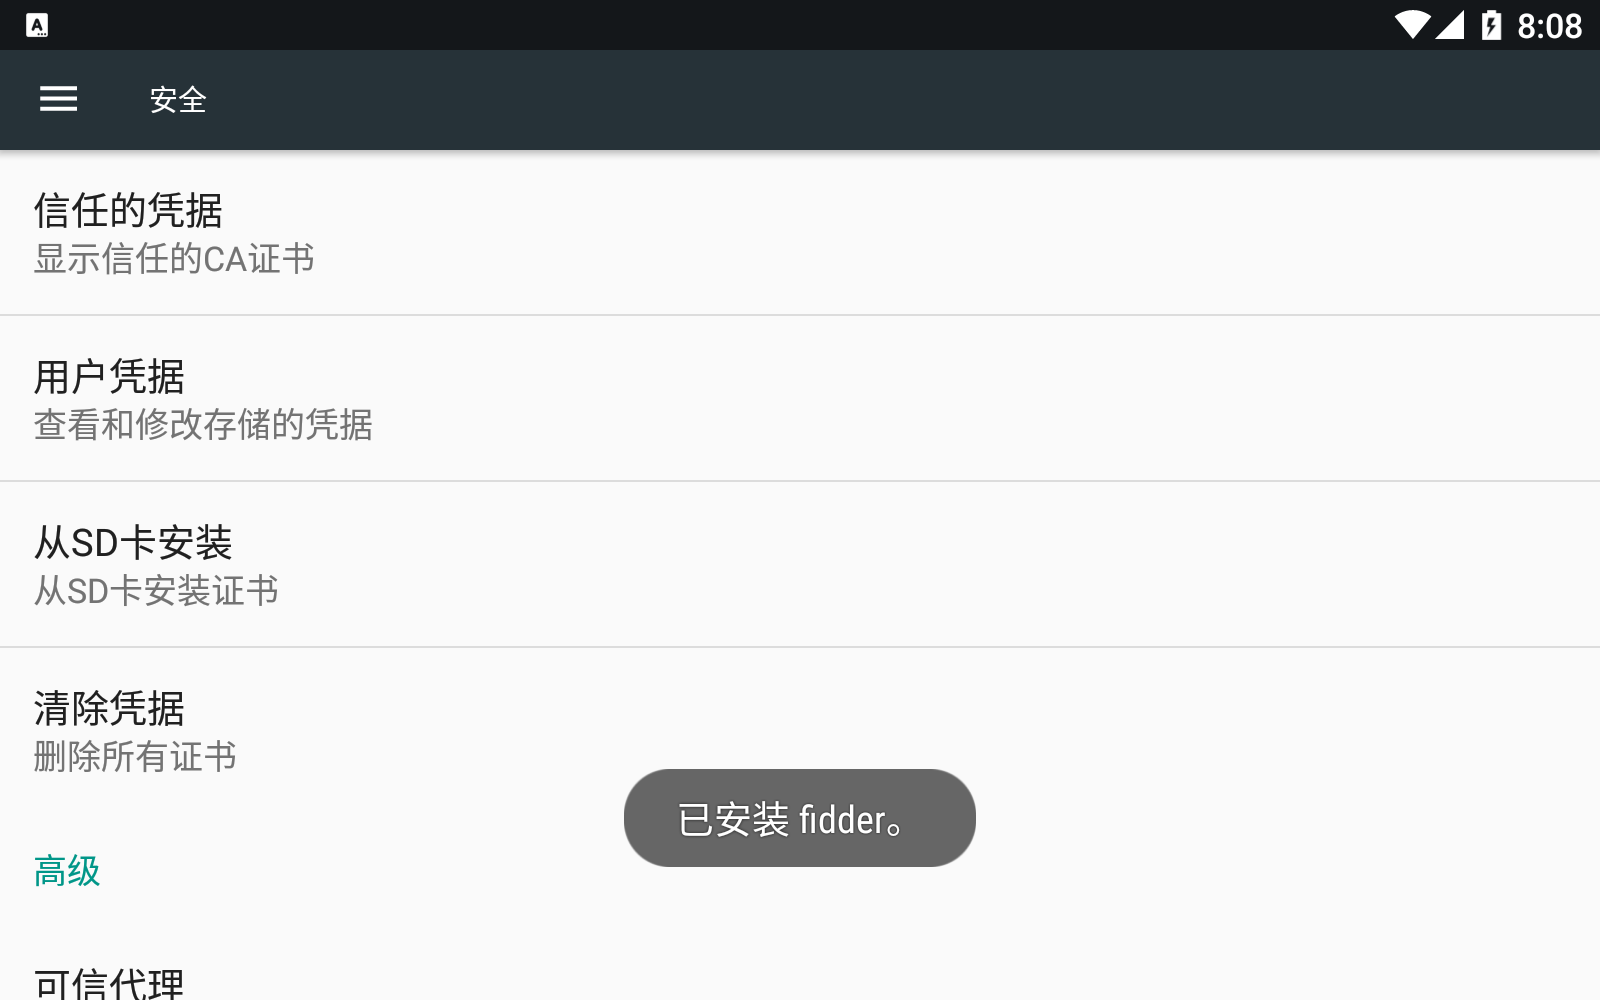 8:08
安全
信任的凭据
显示信任的CA证书
用户凭据
查看和修改存储的凭据
从SD卡安装
从SD卡安装证书
清除凭据
删除所有证书
已安装 fidder。
高级
可信代理